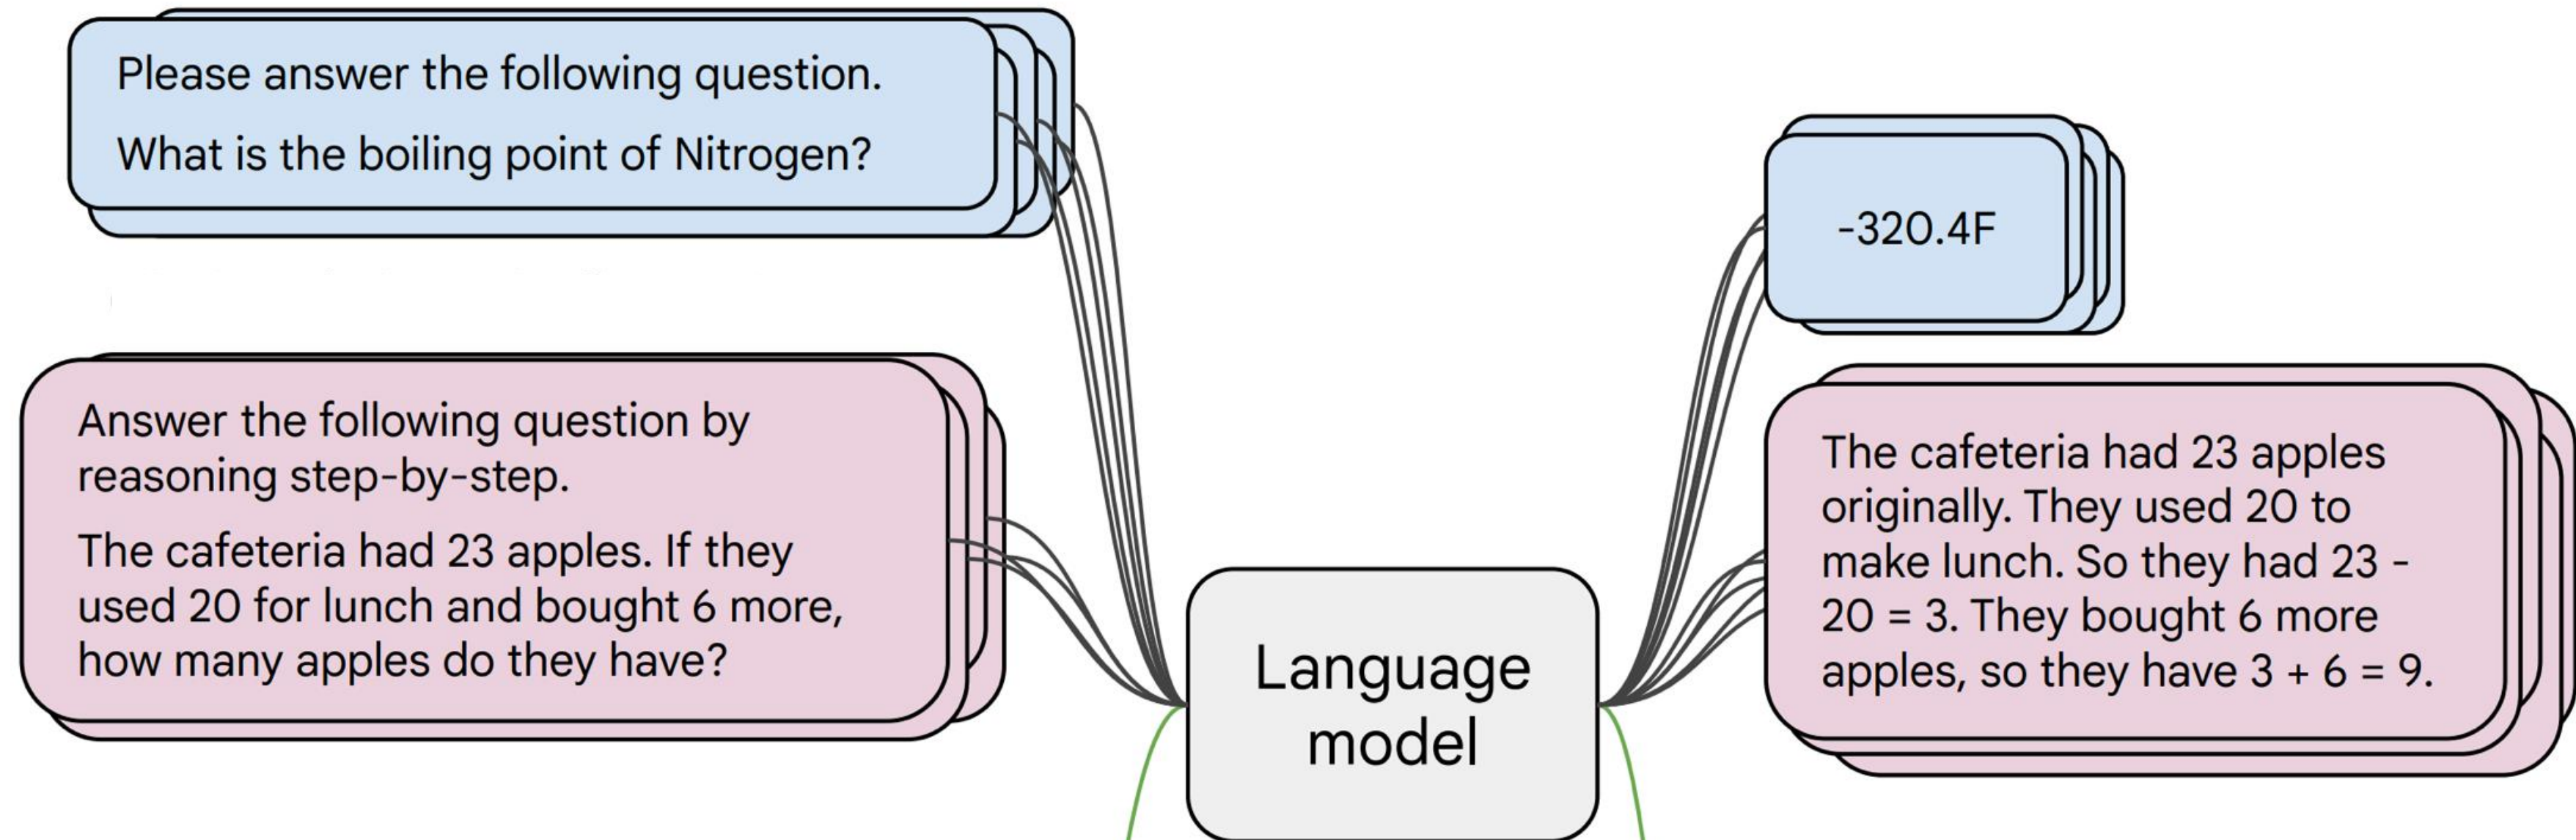 Please answer the following question.
What is the boiling point of Nitrogen?
Answer the following question by
reasoning step-by-step.
The cafeteria had 23 apples. If they
used 20 for lunch and bought 6 more,
how many apples do they have?
Language
model
-320.4F
The cafeteria had 23 apples
originally. They used 20 to
make lunch. So they had 23 -
20 = 3. They bought 6 more
apples, so they have 3 + 6 = 9.